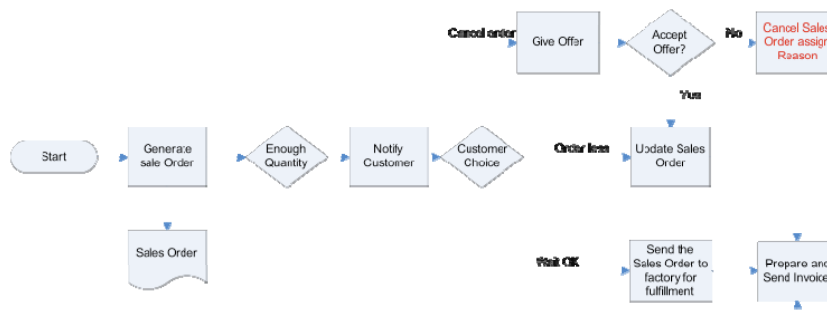 Cancel order
Give Offer
Accept
Offer?
No
Cancel Sales
Order assign
Reason
Yes
Start
Generate
sale Order
Enough
Quantity
Notify
Customer
Customer
Choice
Order less
Update Sales
Order
Sales Order
Wait OK
Send the
Sales Order to
factory for
fulfillment
Prepare and
Send Invoice